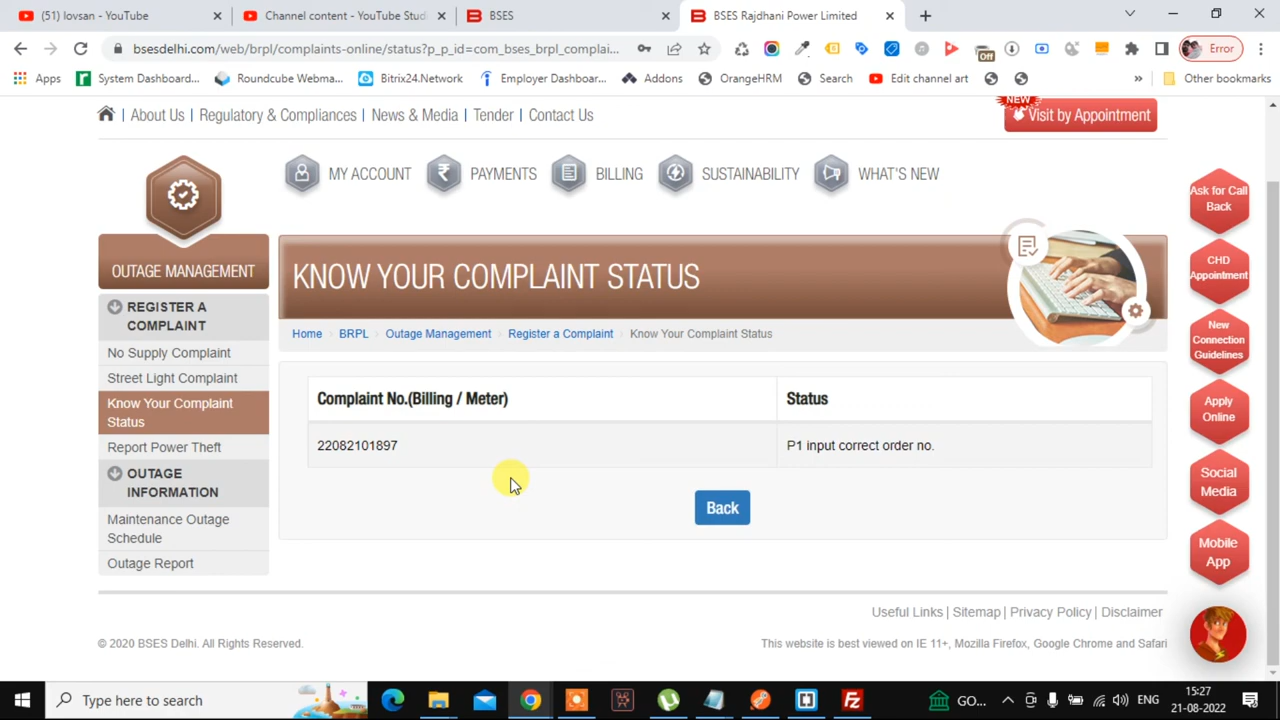 (51) lovsan - YouTube
Channel content - YouTube Studi
BSES
BSES Rajdhani Power Limited
bsesdelhi.com/web/brpl/complaints-online/status?p_p_id=com_bses_brpl_complai...
Off
Error
Apps
System Dashboard...
Roundcube Webma...
Bitrix24.Network
Employer Dashboar...
Addons
OrangeHRM
Search
Edit channel art
»
Other bookmarks
About Us | Regulatory & Compliances | News & Media | Tender | Contact Us
NEW
Visit by Appointment
MY ACCOUNT
PAYMENTS
BILLING
SUSTAINABILITY
WHAT'S NEW
OUTAGE MANAGEMENT
REGISTER A
COMPLAINT
No Supply Complaint
Street Light Complaint
Know Your Complaint
Status
Report Power Theft
OUTAGE
INFORMATION
Maintenance Outage
Schedule
Outage Report
KNOW YOUR COMPLAINT STATUS
Home
BRPL
Outage Management
Register a Complaint
Know Your Complaint Status
Complaint No.(Billing / Meter)
Status
22082101897
P1 input correct order no.
Back
Ask for Call
Back
CHD
Appointment
New
Connection
Guidelines
Apply
Online
Social
Media
Mobile
App
Useful Links | Sitemap | Privacy Policy | Disclaimer
© 2020 BSES Delhi. All Rights Reserved.
This website is best viewed on IE 11+, Mozilla Firefox, Google Chrome and Safari
Type here to search
GO...
ENG
15:27
21-08-2022